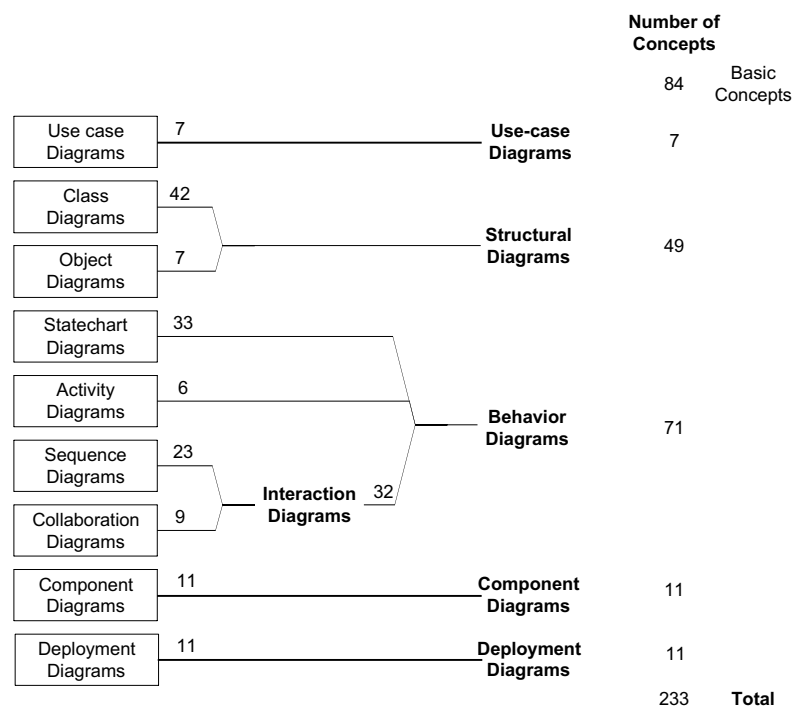 Number of
Concepts
84
Basic
Concepts
Use case
Diagrams
7
Use-case
Diagrams
7
Class
Diagrams
42
Object
Diagrams
7
Structural
Diagrams
49
Statechart
Diagrams
33
Activity
Diagrams
6
Sequence
Diagrams
23
Collaboration
Diagrams
9
Interaction
Diagrams
32
Behavior
Diagrams
71
Component
Diagrams
11
Component
Diagrams
11
Deployment
Diagrams
11
Deployment
Diagrams
11
233 Total